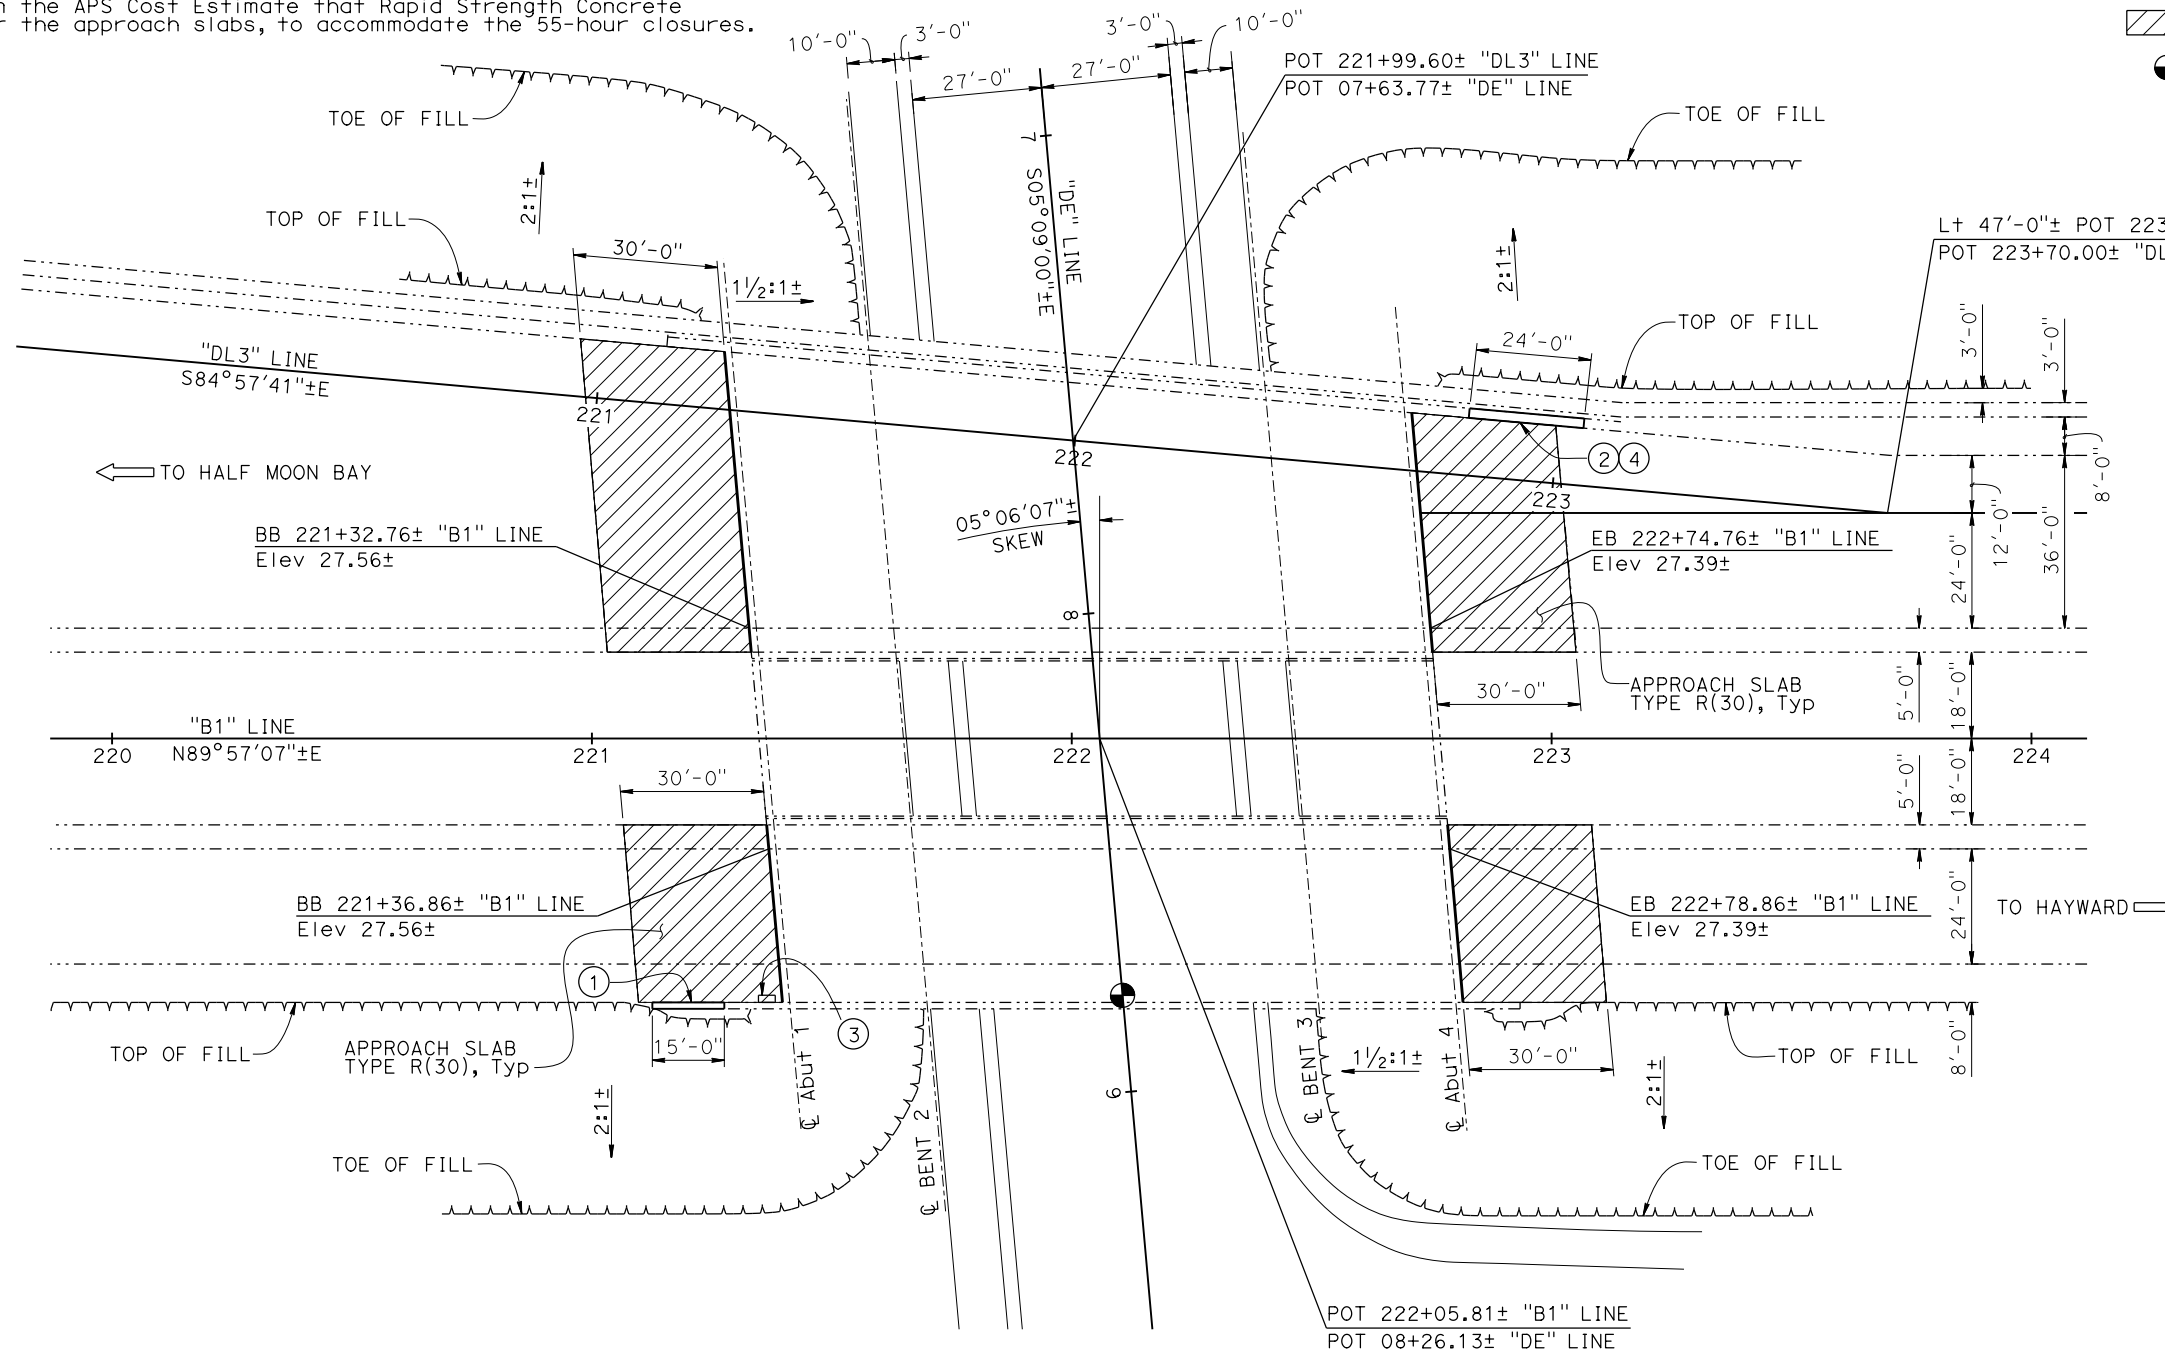 the APS Cost Estimate that Rapid Strength Concrete
the approach slabs, to accommodate the 55-hour closures.
10'-0"
3'-0"
3'-0"
10'-0"
27'-0"
27'-0"
POT 221+99.60± "DL3" LINE
POT 07+63.77± "DE" LINE
TOE OF FILL
TOE OF FILL
7
S05°09'00"±E
"DE" LINE
2:1±
TOP OF FILL
30'-0"
1½:1±
2:1±
Lt 47'-0"± POT 223
POT 223+70.00± "DL
TOP OF FILL
24'-0"
3'-0"
3'-0"
"DL3" LINE
S84°57'41"±E
221
222
223
TO HALF MOON BAY
2
4
8'-0"
05°06'07"±
SKEW
BB 221+32.76± "B1" LINE
Elev 27.56±
EB 222+74.76± "B1" LINE
Elev 27.39±
12'-0"
24'-0"
36'-0"
8
30'-0"
APPROACH SLAB
TYPE R(30), Typ
5'-0"
18'-0"
"B1" LINE
N89°57'07"±E
220
221
222
223
224
30'-0"
5'-0"
18'-0"
BB 221+36.86± "B1" LINE
Elev 27.56±
EB 222+78.86± "B1" LINE
Elev 27.39±
24'-0"
TO HAYWARD
1
3
TOP OF FILL
APPROACH SLAB
TYPE R(30), Typ
15'-0"
℄ Abut 1
℄ BENT 2
℄ BENT 3
℄ Abut 4
1½:1±
30'-0"
TOP OF FILL
8'-0"
2:1±
2:1±
9
TOE OF FILL
TOE OF FILL
POT 222+05.81± "B1" LINE
POT 08+26.13± "DE" LINE